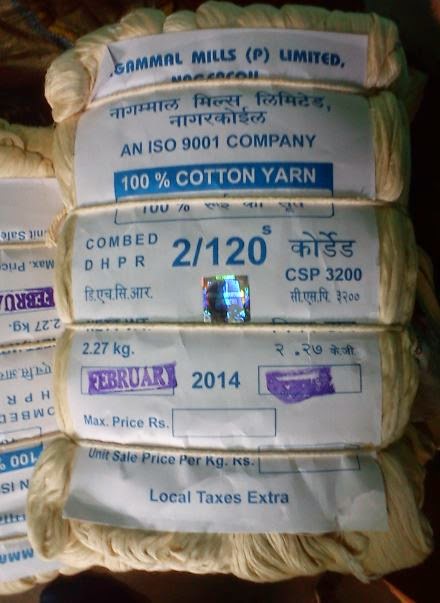 .GAMMAL MILLS (P) LIMITED,
नागम्माल मिल्स लिमिटेड,
नागरकोईल
AN ISO 9001 COMPANY
100 % COTTON YARN
100 % रूई का सूत
COMBED 2/120s कोर्डेड
DHPR CSP 3200
डि.एच.सी.आर. सी.एस.पि. ३२००
2.27 kg. २.२७ के.जी.
FEBRUARY 2014
Max. Price Rs.
Unit Sale Price Per Kg. Rs.
Local Taxes Extra